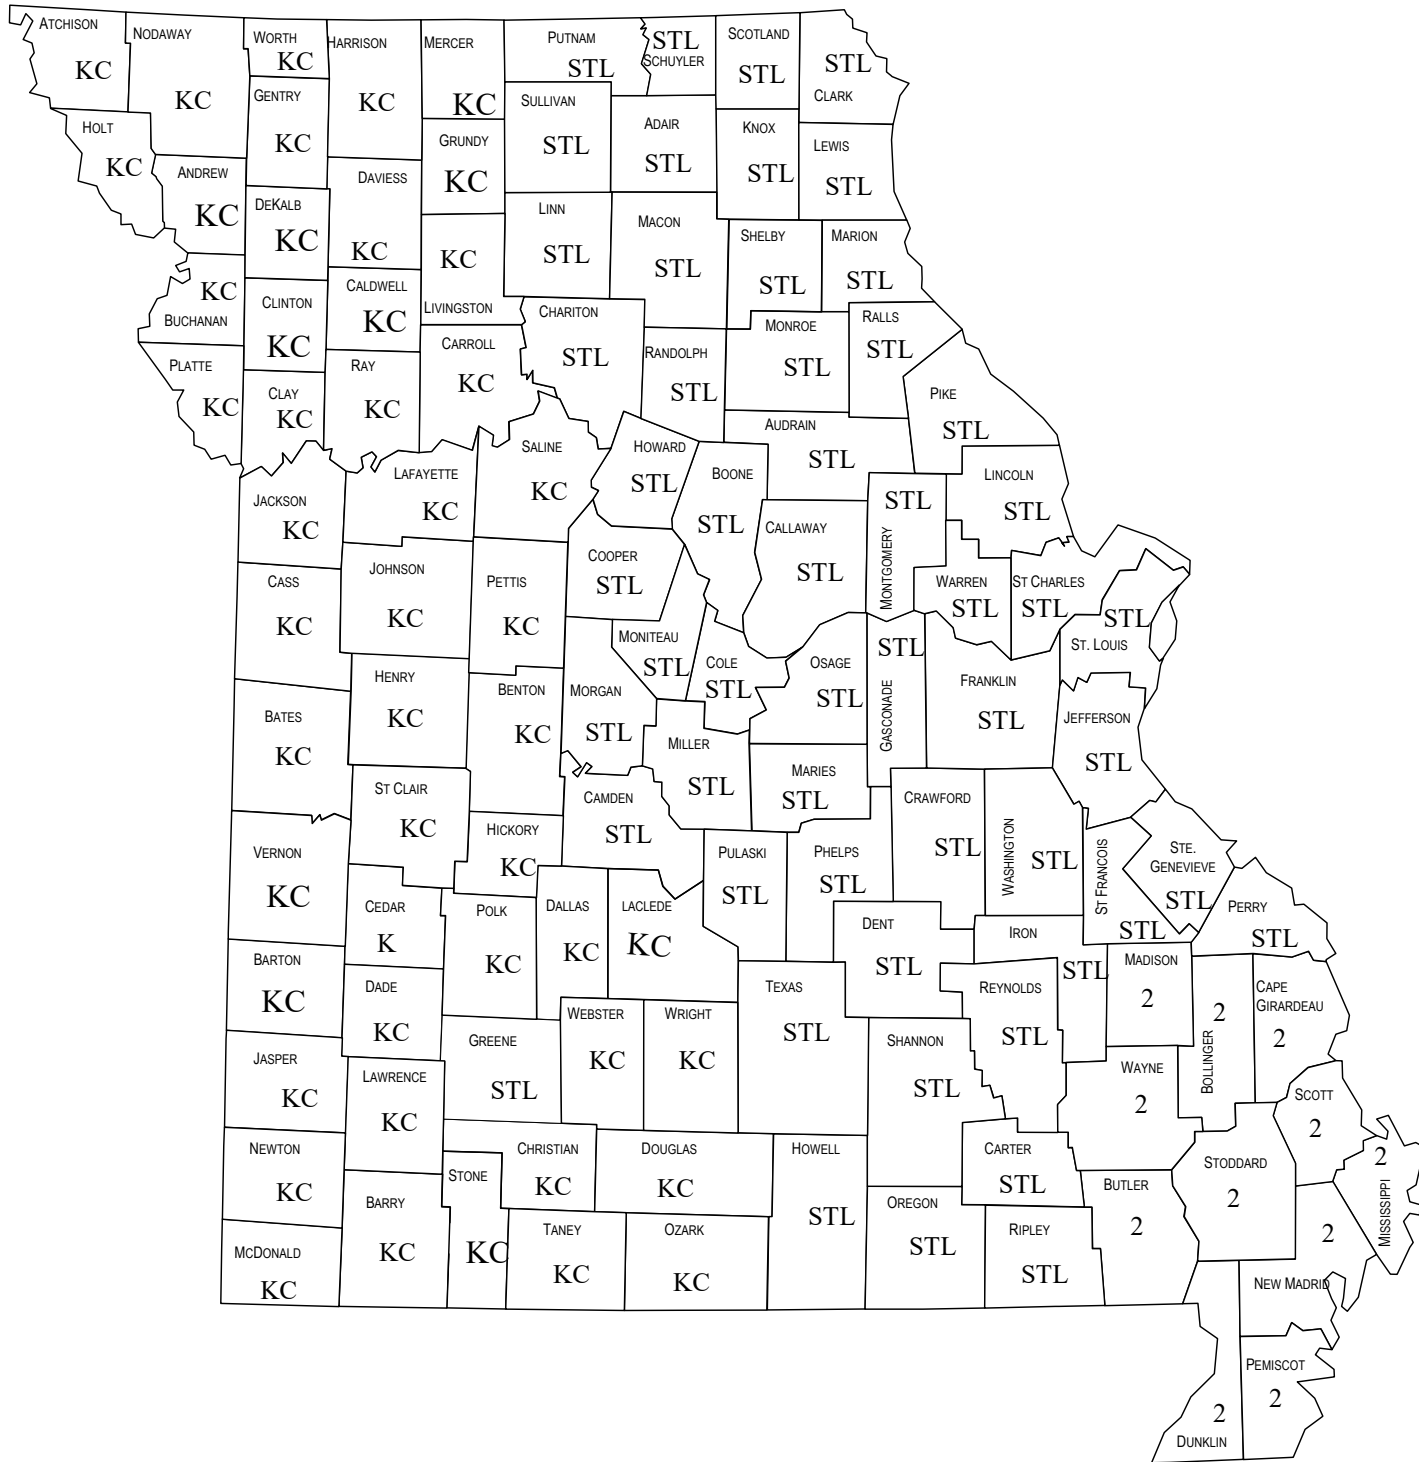 ATCHISON
KC
NODAWAY
KC
WORTH
KC
HARRISON
KC
MERCER
KC
PUTNAM
STL
STL
SCHUYLER
SCOTLAND
STL
STL
CLARK
HOLT
KC
GENTRY
KC
SULLIVAN
STL
ADAIR
STL
KNOX
STL
LEWIS
STL
ANDREW
KC
DEKALB
KC
DAVIESS
KC
GRUNDY
KC
LINN
STL
MACON
STL
SHELBY
STL
MARION
STL
KC
BUCHANAN
CLINTON
KC
CALDWELL
KC
KC
LIVINGSTON
CHARITON
STL
RANDOLPH
STL
MONROE
STL
RALLS
STL
PLATTE
KC
CLAY
KC
RAY
KC
CARROLL
KC
PIKE
STL
AUDRAIN
STL
JACKSON
KC
LAFAYETTE
KC
SALINE
KC
HOWARD
STL
BOONE
STL
CALLAWAY
STL
STL
MONTGOMERY
LINCOLN
STL
CASS
KC
JOHNSON
KC
PETTIS
KC
COOPER
STL
MONITEAU
STL
COLE
STL
OSAGE
STL
STL
GASCONADE
WARREN
STL
ST CHARLES
STL
STL
ST. LOUIS
FRANKLIN
STL
JEFFERSON
STL
BATES
KC
HENRY
KC
BENTON
KC
MORGAN
STL
MILLER
STL
MARIES
STL
VERNON
KC
ST CLAIR
KC
HICKORY
KC
CAMDEN
STL
PULASKI
STL
PHELPS
STL
CRAWFORD
STL
WASHINGTON
STL
ST FRANCOIS
STL
STE.
GENEVIEVE
STL
PERRY
STL
CEDAR
K
POLK
KC
DALLAS
KC
LACLEDE
KC
DENT
STL
IRON
STL
MADISON
2
2
BOLLINGER
CAPE
GIRARDEAU
2
BARTON
KC
DADE
KC
GREENE
STL
WEBSTER
KC
WRIGHT
KC
TEXAS
STL
SHANNON
STL
REYNOLDS
STL
WAYNE
2
SCOTT
2
JASPER
KC
LAWRENCE
KC
NEWTON
KC
STONE
KC
CHRISTIAN
KC
DOUGLAS
KC
HOWELL
STL
CARTER
STL
BUTLER
2
STODDARD
2
2
MISSISSIPPI
MCDONALD
KC
BARRY
KC
TANEY
KC
OZARK
KC
OREGON
STL
RIPLEY
STL
2
NEW MADRID
PEMISCOT
2
2
DUNKLIN